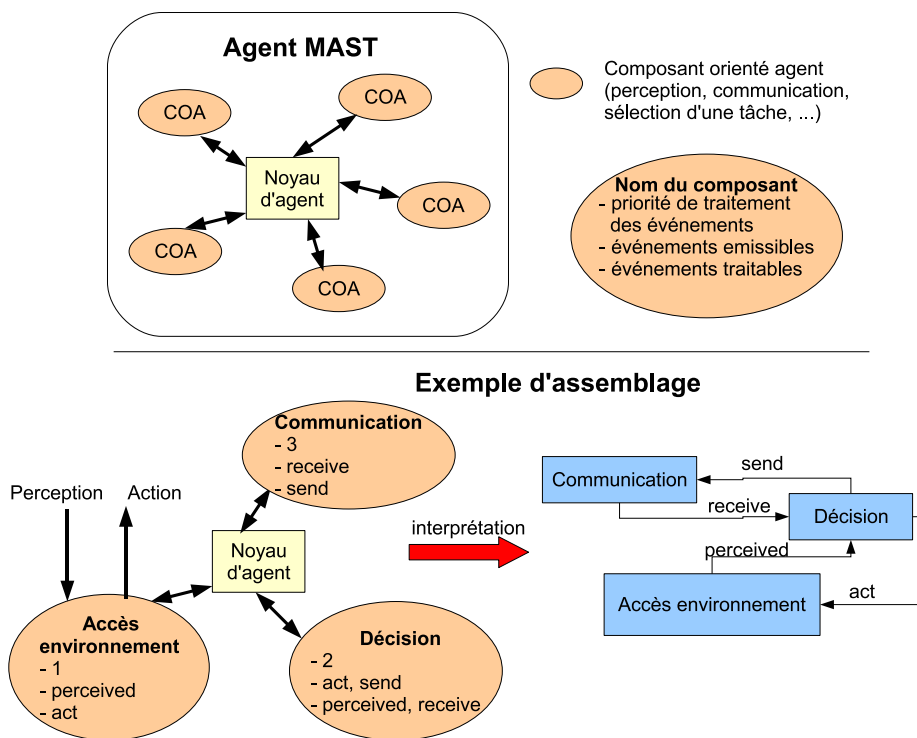 Agent MAST
COA
COA
COA
COA
COA
Noyau
d'agent
Composant orienté agent
(perception, communication,
sélection d'une tâche, ...)
Nom du composant
- priorité de traitement
des événements
- événements emissibles
- événements traitables
Exemple d'assemblage
Perception
Action
Communication
- 3
- receive
- send
Noyau
d'agent
Accès
environnement
- 1
- perceived
- act
Décision
- 2
- act, send
- perceived, receive
interprétation
Communication
send
receive
Décision
perceived
Accès environnement
act